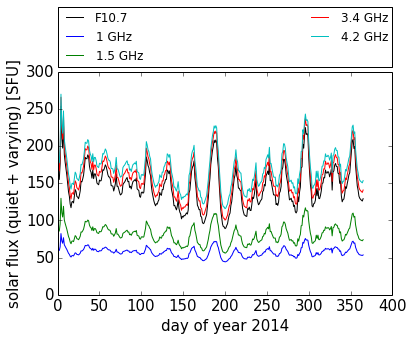 F10.7
1 GHz
1.5 GHz
3.4 GHz
4.2 GHz
solar flux (quiet + varying) [SFU]
300
250
200
150
100
50
0
0 50 100 150 200 250 300 350 400
day of year 2014